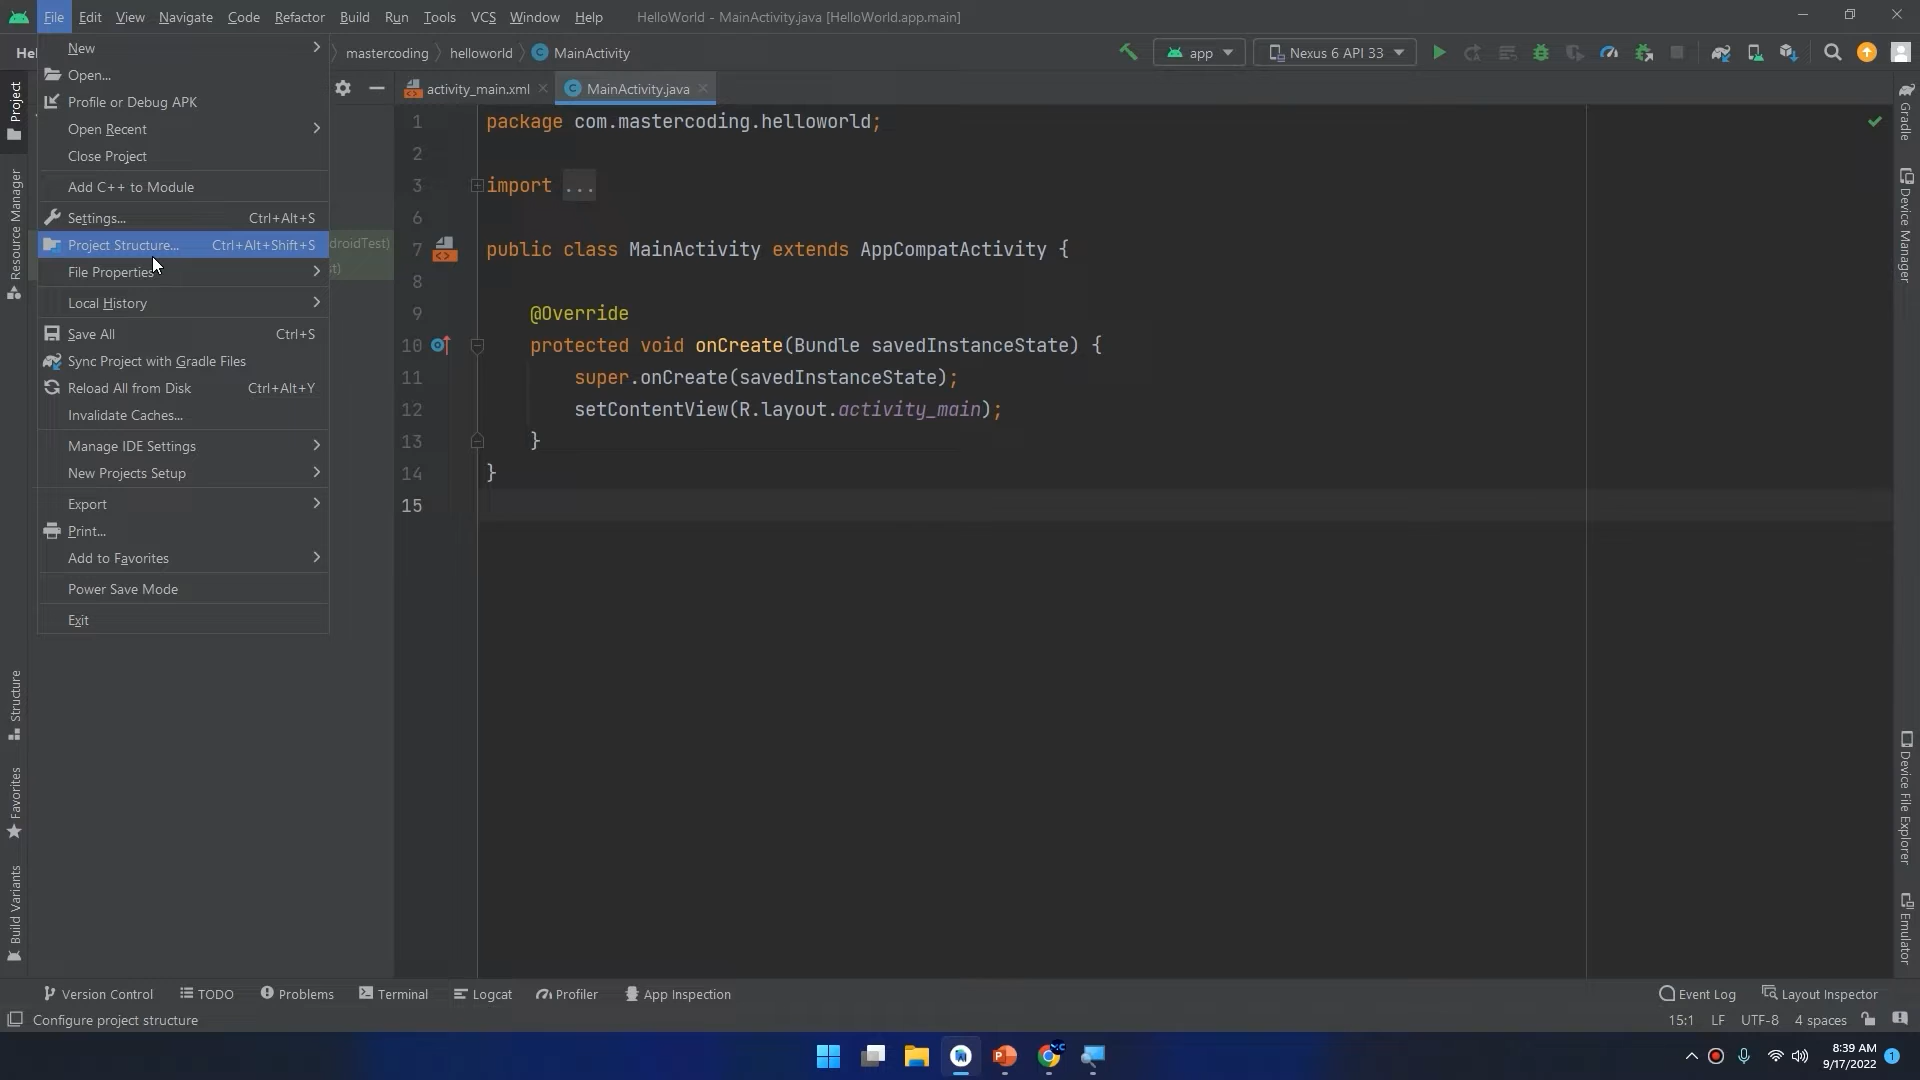 File Edit View Navigate Code Refactor Build Run Tools VCS Window Help HelloWorld - MainActivity.java [HelloWorld.app.main]
mastercoding helloworld MainActivity app Nexus 6 API 33
New
Open...
Profile or Debug APK
Open Recent
Close Project
Add C++ to Module
Settings... Ctrl+Alt+S
Project Structure... Ctrl+Alt+Shift+S
File Properties
Local History
Save All Ctrl+S
Sync Project with Gradle Files
Reload All from Disk Ctrl+Alt+Y
Invalidate Caches...
Manage IDE Settings
New Projects Setup
Export
Print...
Add to Favorites
Power Save Mode
Exit
Project
Resource Manager
Structure
Favorites
Build Variants
activity_main.xml MainActivity.java
1 package com.mastercoding.helloworld;
2
3 import ...
6
7 public class MainActivity extends AppCompatActivity {
8
9 @Override
10 protected void onCreate(Bundle savedInstanceState) {
11 super.onCreate(savedInstanceState);
12 setContentView(R.layout.activity_main);
13 }
14 }
15
Gradle
Device Manager
Device File Explorer
Emulator
Version Control TODO Problems Terminal Logcat Profiler App Inspection Event Log Layout Inspector
Configure project structure 15:1 LF UTF-8 4 spaces
8:39 AM
9/17/2022 1